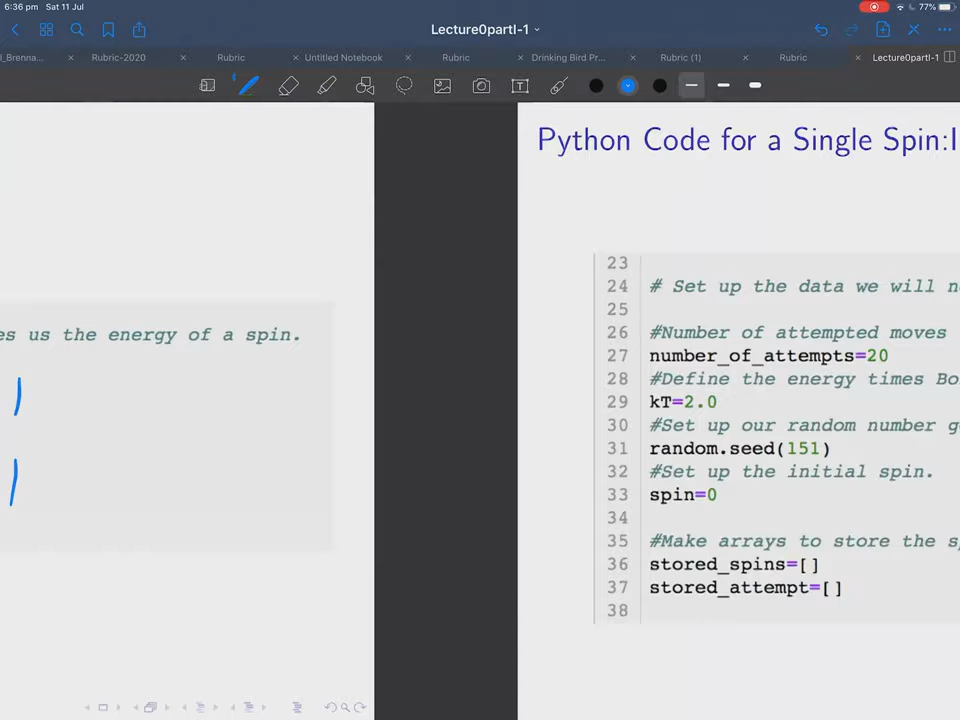 6:36 pm Sat 11 Jul
77%
Lecture0partI-1
I_Brenna...
Rubric-2020
Rubric
Untitled Notebook
Rubric
Drinking Bird Pr...
Rubric (1)
Rubric
Lecture0partI-1
es us the energy of a spin.
Python Code for a Single Spin:I
23
24 # Set up the data we will n
25
26 #Number of attempted moves
27 number_of_attempts=20
28 #Define the energy times Bo
29 kT=2.0
30 #Set up our random number g
31 random.seed(151)
32 #Set up the initial spin.
33 spin=0
34
35 #Make arrays to store the s
36 stored_spins=[]
37 stored_attempt=[]
38